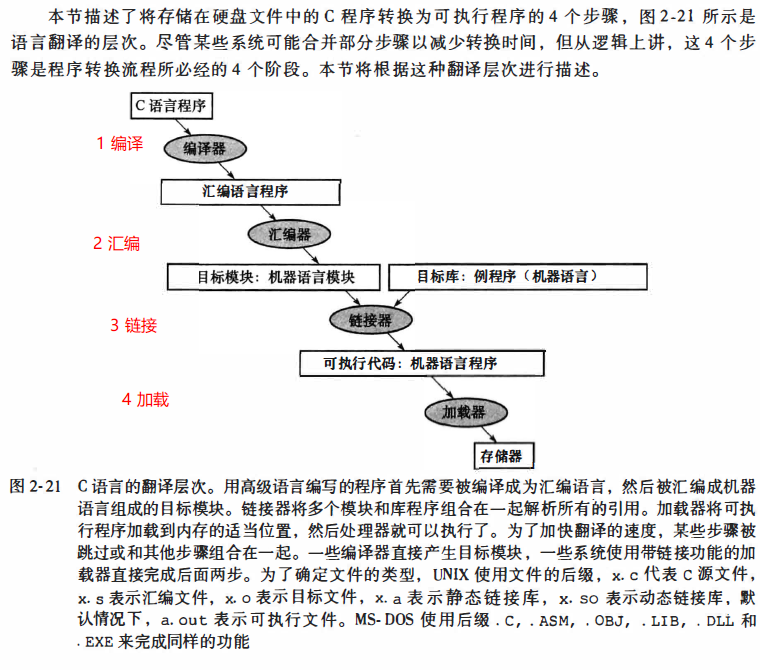 本节描述了将存储在硬盘文件中的 C 程序转换为可执行程序的 4 个步骤，图 2-21 所示是
语言翻译的层次。尽管某些系统可能合并部分步骤以减少转换时间，但从逻辑上讲，这 4 个步
骤是程序转换流程所必经的 4 个阶段。本节将根据这种翻译层次进行描述。
C 语言程序
1 编译
编译器
汇编语言程序
2 汇编
汇编器
目标模块：机器语言模块
目标库：例程序（机器语言）
3 链接
链接器
可执行代码：机器语言程序
4 加载
加载器
存储器
图 2-21 C 语言的翻译层次。用高级语言编写的程序首先需要被编译成为汇编语言，然后被汇编成机器
语言组成的目标模块。链接器将多个模块和库程序组合在一起解析所有的引用。加载器将可执
行程序加载到内存的适当位置，然后处理器就可以执行了。为了加快翻译的速度，某些步骤被
跳过或和其他步骤组合在一起。一些编译器直接产生目标模块，一些系统使用带链接功能的加
载器直接完成后面两步。为了确定文件的类型，UNIX 使用文件的后缀，x.c 代表 C 源文件，
x.s 表示汇编文件，x.o 表示目标文件，x.a 表示静态链接库，x.so 表示动态链接库，默
认情况下，a.out 表示可执行文件。MS-DOS 使用后缀 .C，.ASM，.OBJ，.LIB，.DLL 和
.EXE 来完成同样的功能